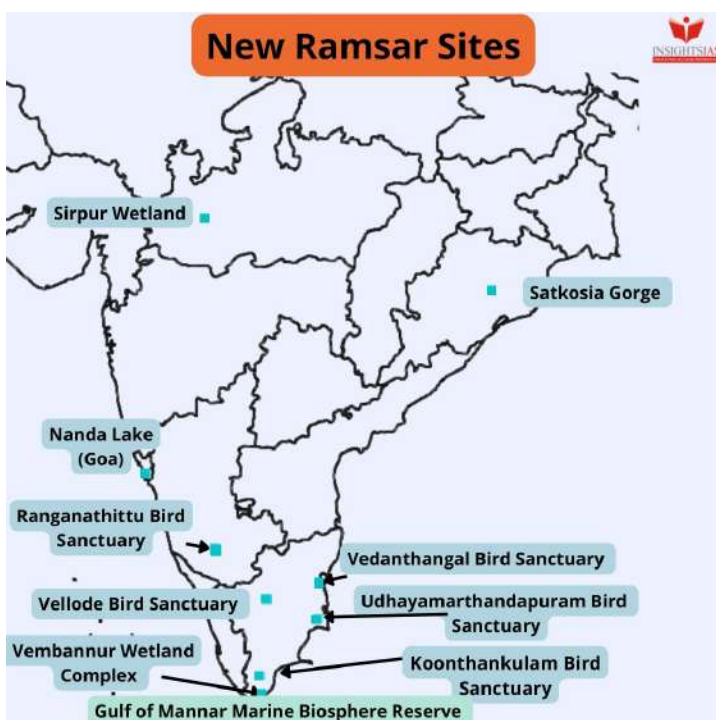 New Ramsar Sites
INSIGHTSIAS
Sirpur Wetland
Satkosia Gorge
Nanda Lake
(Goa)
Ranganathittu Bird
Sanctuary
Vedanthangal Bird Sanctuary
Vellode Bird Sanctuary
Udhayamarthandapuram Bird
Sanctuary
Vembannur Wetland
Complex
Koonthankulam Bird
Sanctuary
Gulf of Mannar Marine Biosphere Reserve